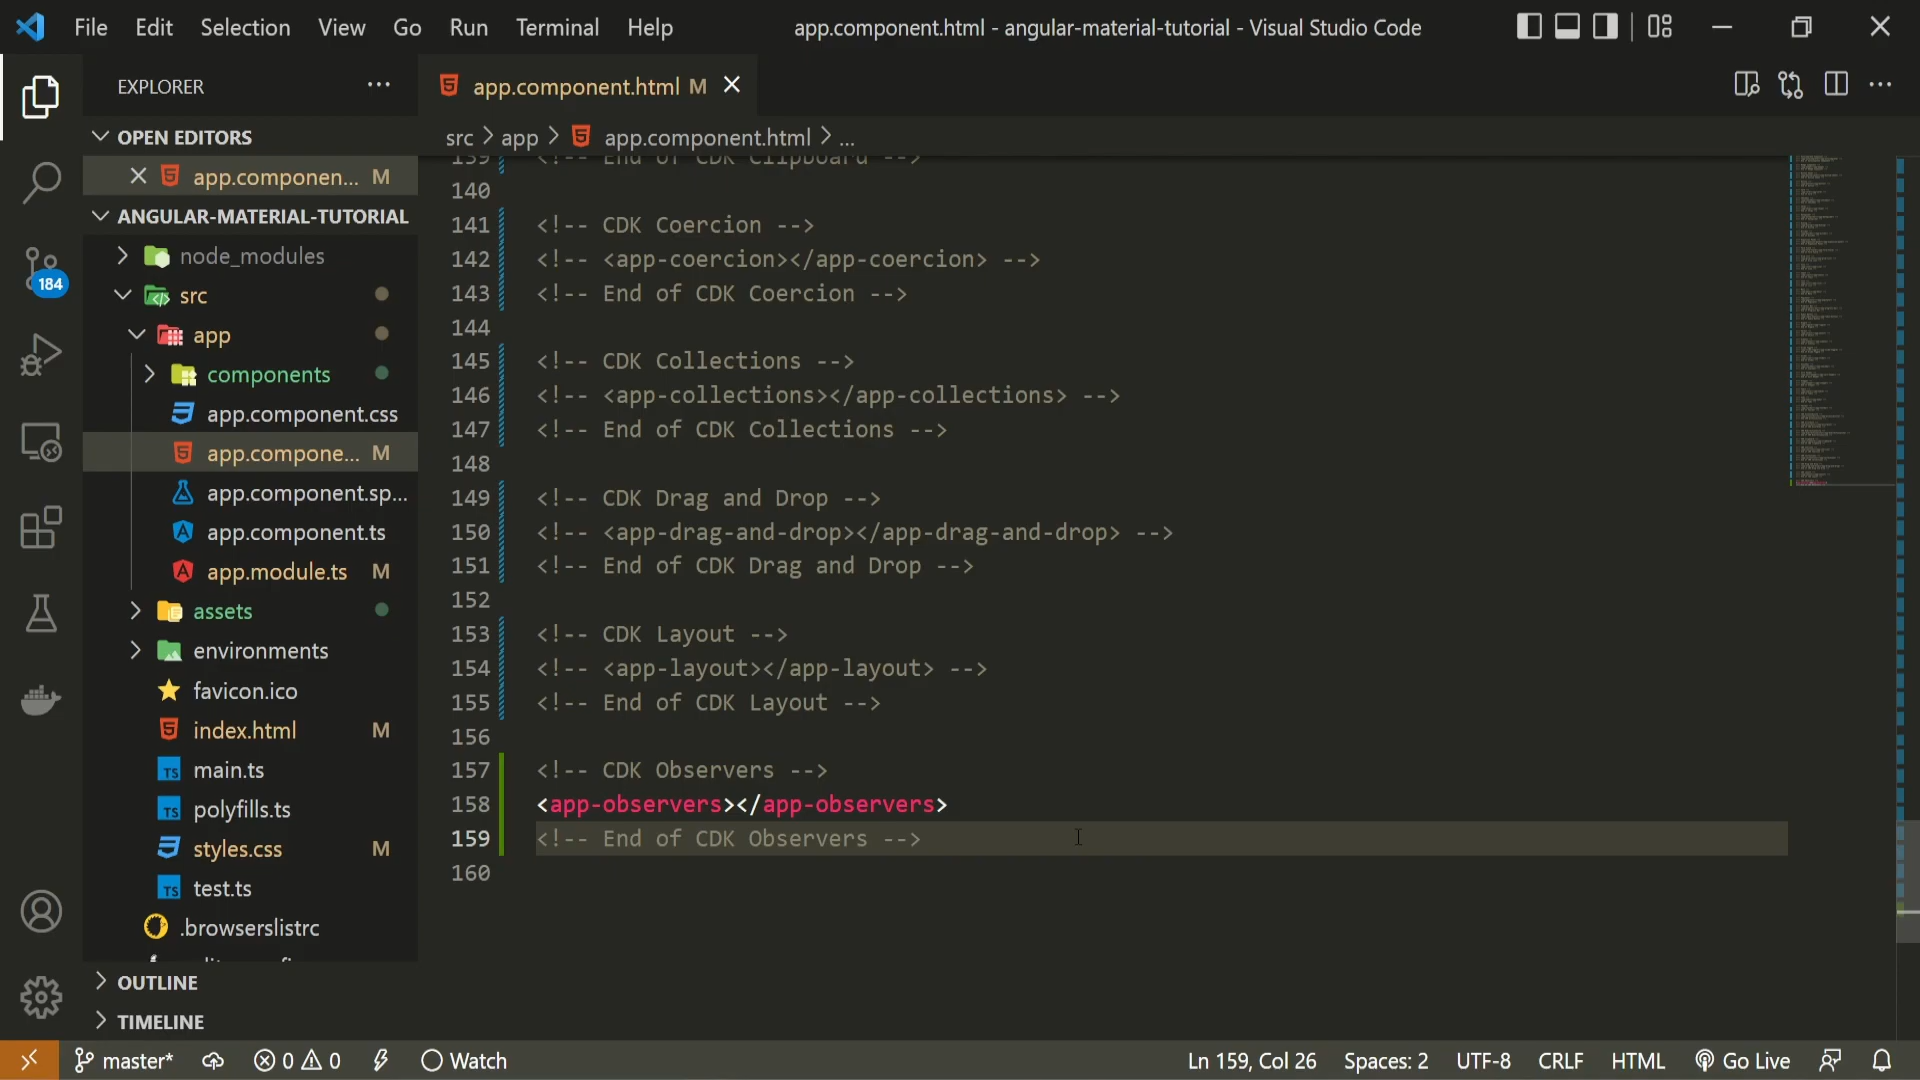 File Edit Selection View Go Run Terminal Help
app.component.html - angular-material-tutorial - Visual Studio Code
EXPLORER
app.component.html M
OPEN EDITORS
app.componen... M
ANGULAR-MATERIAL-TUTORIAL
node_modules
src
app
components
app.component.css
app.compone... M
app.component.sp...
app.component.ts
app.module.ts M
assets
environments
favicon.ico
index.html M
main.ts
polyfills.ts
styles.css M
test.ts
.browserslistrc
OUTLINE
TIMELINE
184
src > app > app.component.html > ...
139 <!-- End of CDK Clipboard -->
140
141 <!-- CDK Coercion -->
142 <!-- <app-coercion></app-coercion> -->
143 <!-- End of CDK Coercion -->
144
145 <!-- CDK Collections -->
146 <!-- <app-collections></app-collections> -->
147 <!-- End of CDK Collections -->
148
149 <!-- CDK Drag and Drop -->
150 <!-- <app-drag-and-drop></app-drag-and-drop> -->
151 <!-- End of CDK Drag and Drop -->
152
153 <!-- CDK Layout -->
154 <!-- <app-layout></app-layout> -->
155 <!-- End of CDK Layout -->
156
157 <!-- CDK Observers -->
158 <app-observers></app-observers>
159 <!-- End of CDK Observers -->
160
master* 0 0 Watch
Ln 159, Col 26 Spaces: 2 UTF-8 CRLF HTML Go Live